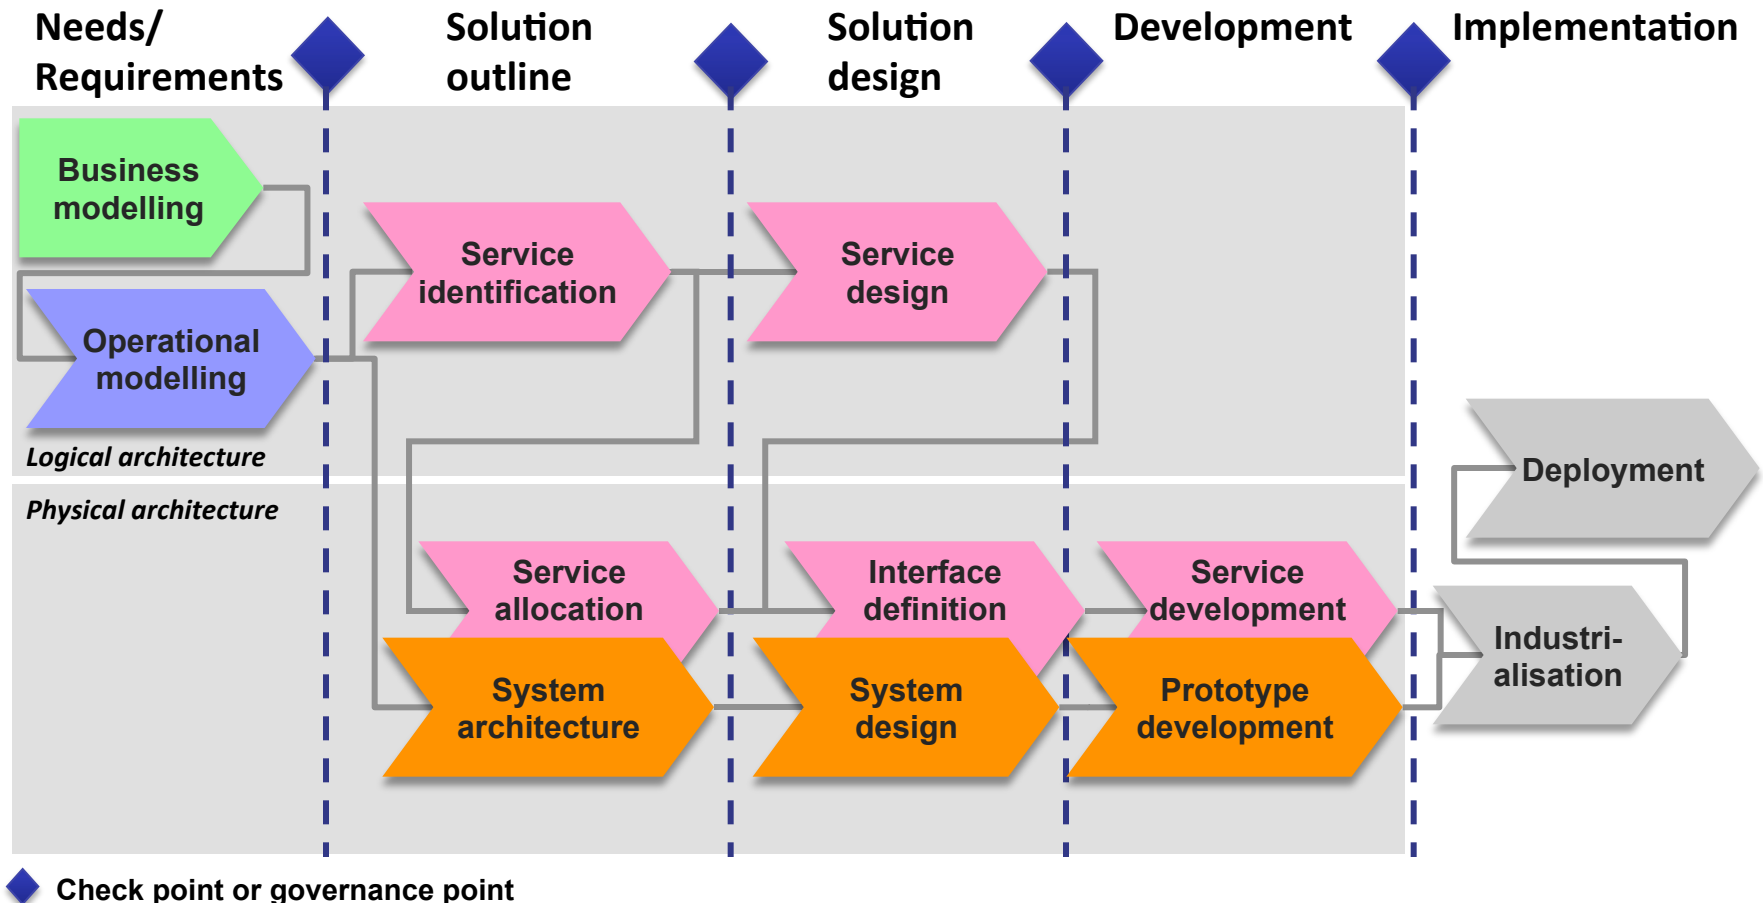 Needs/
Requirements
Solution
outline
Solution
design
Development
Implementation
Business
modelling
Service
identification
Service
design
Operational
modelling
Logical architecture
Physical architecture
Deployment
Service
allocation
Interface
definition
Service
development
Industri-
alisation
System
architecture
System
design
Prototype
development
Check point or governance point